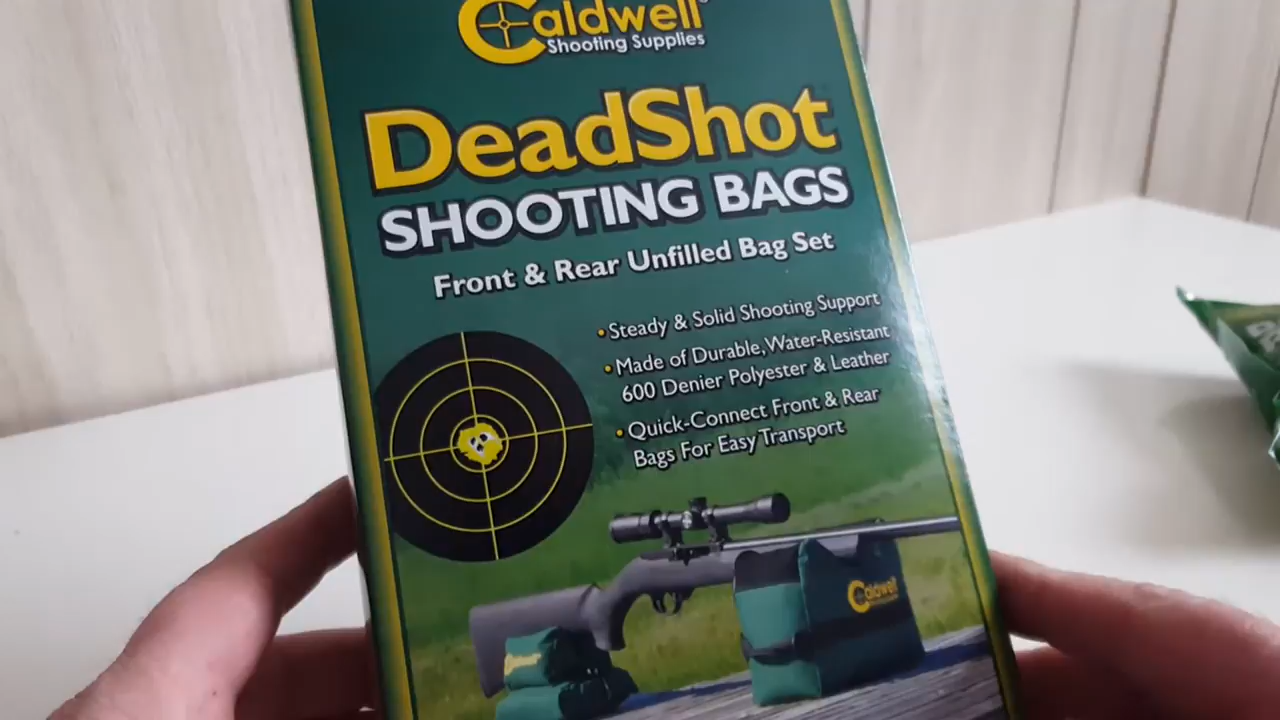 Caldwell®
Shooting Supplies
DeadShot
SHOOTING BAGS
Front & Rear Unfilled Bag Set
• Steady & Solid Shooting Support
• Made of Durable, Water-Resistant
600 Denier Polyester & Leather
• Quick-Connect Front & Rear
Bags For Easy Transport
Caldwell